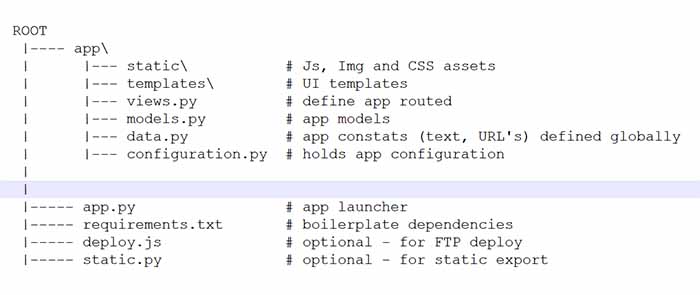 ROOT
|---- app\
| |--- static\ # Js, Img and CSS assets
| |--- templates\ # UI templates
| |--- views.py # define app routed
| |--- models.py # app models
| |--- data.py # app constats (text, URL's) defined globally
| |--- configuration.py # holds app configuration
|
|
|----- app.py # app launcher
|----- requirements.txt # boilerplate dependencies
|----- deploy.js # optional - for FTP deploy
|----- static.py # optional - for static export